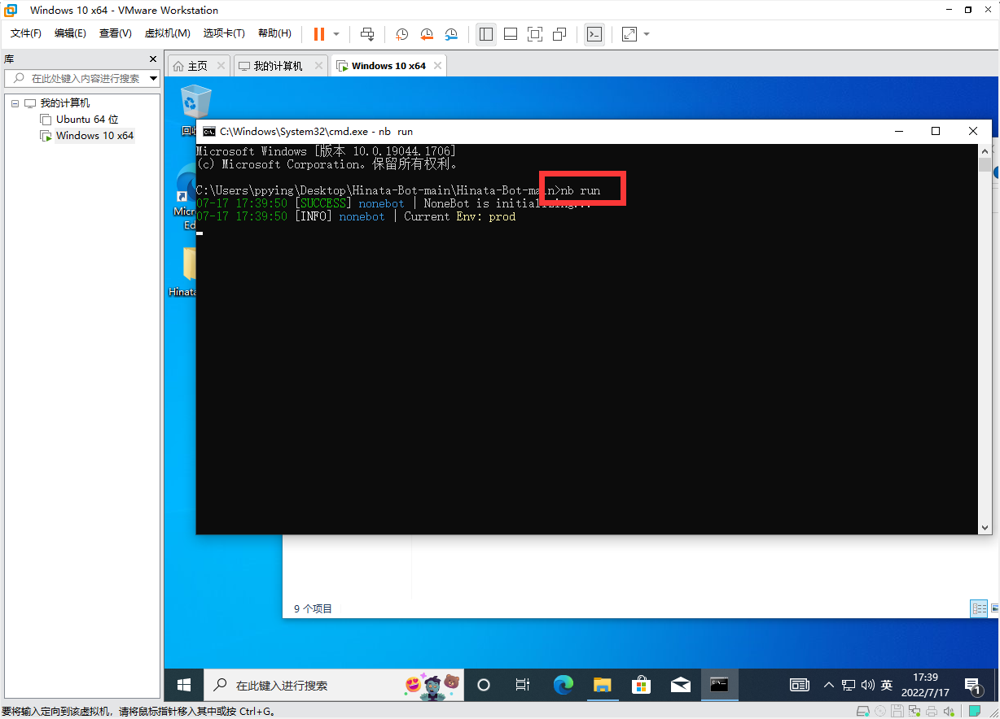 Windows 10 x64 - VMware Workstation
文件(F) 编辑(E) 查看(V) 虚拟机(M) 选项卡(T) 帮助(H)
库
在此处键入内容进行搜索
我的计算机
Ubuntu 64 位
Windows 10 x64
主页 我的计算机 Windows 10 x64
C:\Windows\System32\cmd.exe - nb run
Microsoft Windows [版本 10.0.19044.1706]
(c) Microsoft Corporation。保留所有权利。
C:\Users\ppying\Desktop\Hinata-Bot-main\Hinata-Bot-main>nb run
07-17 17:39:50 [SUCCESS] nonebot | NoneBot is initializing...
07-17 17:39:50 [INFO] nonebot | Current Env: prod
回收
Micr
Ed
Hinata
9 个项目
在此键入进行搜索
英
17:39
2022/7/17
1
要将输入定向到该虚拟机，请将鼠标指针移入其中或按 Ctrl+G。